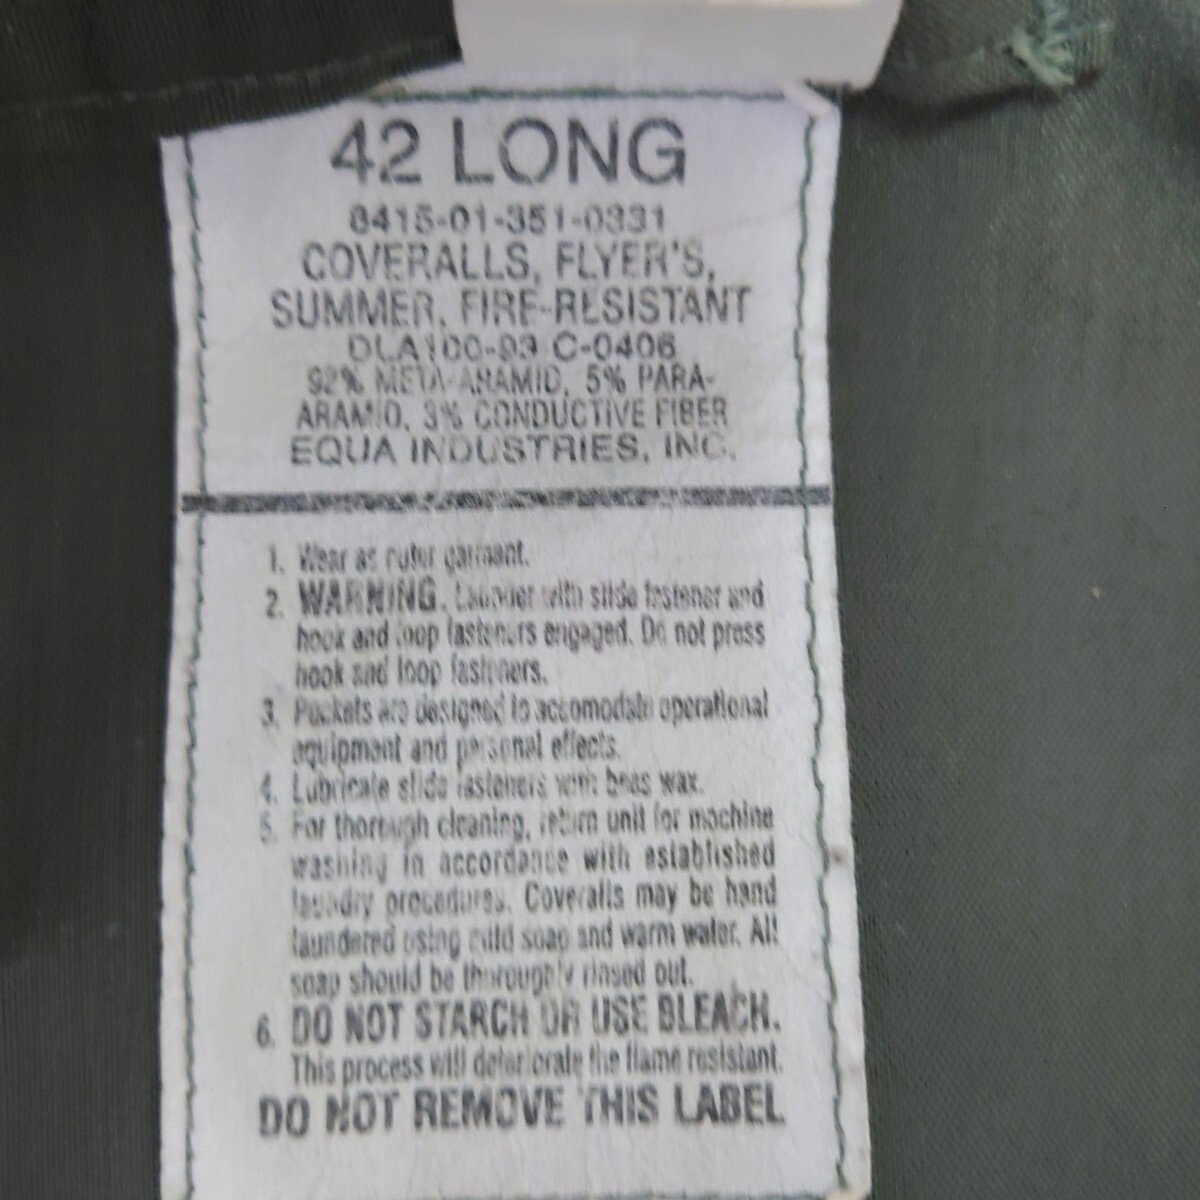 42 LONG
8415-01-351-0331
COVERALLS, FLYER'S,
SUMMER, FIRE-RESISTANT
DLA100-93-C-0406
92% META-ARAMID, 5% PARA-
ARAMID, 3% CONDUCTIVE FIBER
EQUA INDUSTRIES, INC.
1. Wear as outer garmant.
2. WARNING. Launder with slide fastener and
hook and loop fasteners engaged. Do not press
hook and loop fasteners.
3. Pockets are designed to accomodate operational
equipment and personal effects.
4. Lubricate slide fasteners with bees wax.
5. For thorough cleaning, return unit for machine
washing in accordance with established
laundry procedures. Coveralls may be hand
laundered using mild soap and warm water. All
soap should be thoroughly rinsed out.
6. DO NOT STARCH OR USE BLEACH.
This process will deteriorate the flame resistant.
DO NOT REMOVE THIS LABEL